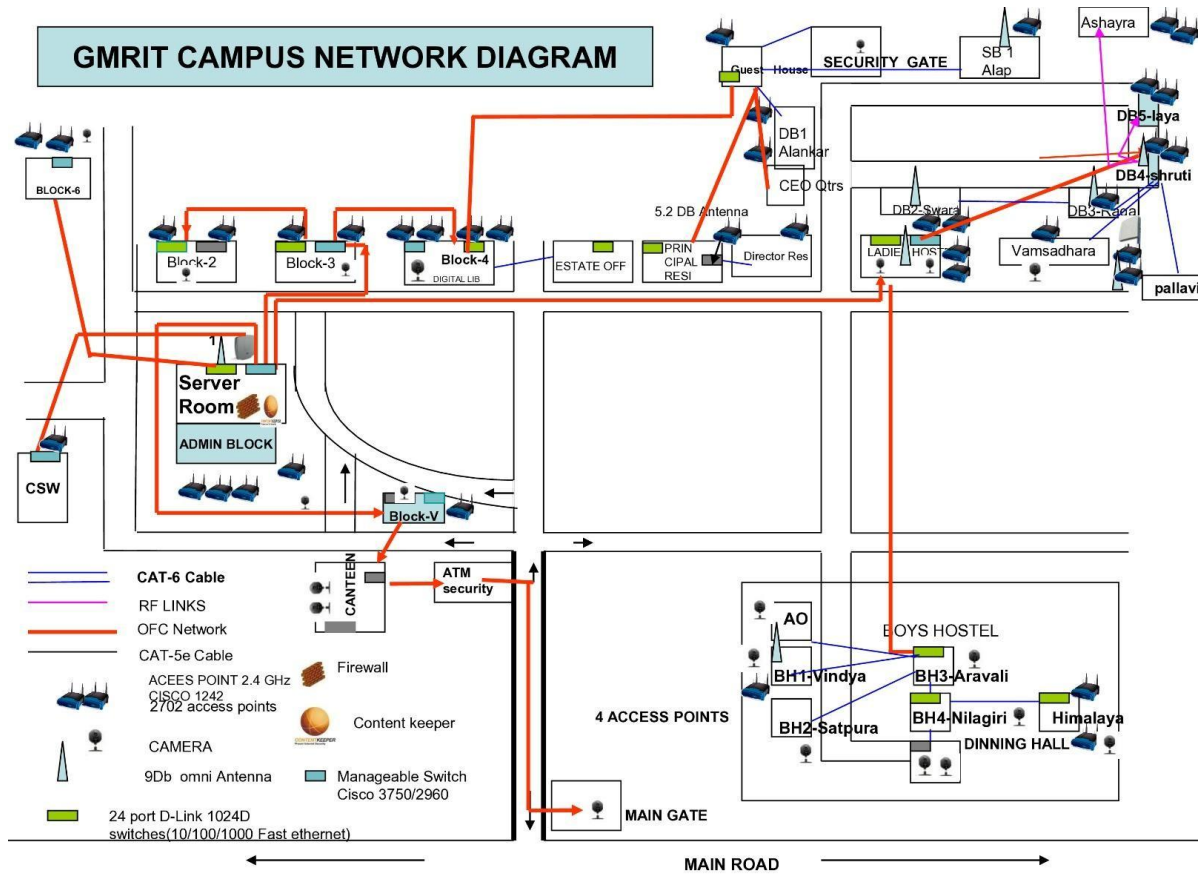 GMRIT CAMPUS NETWORK DIAGRAM
Guest House
SECURITY GATE
SB 1
Alap
Ashayra
DB5-laya
DB4-shruti
DB1
Alankar
CEO Qtrs
BLOCK-6
5.2 DB Antenna
DB2-Swara
Block-2
Block-3
Block-4
DIGITAL LIB
ESTATE OFF
PRIN
CIPAL
RESI
Director Res
Vamsadhara
pallavi
1
Server
Room
ADMIN BLOCK
CSW
Block-V
CANTEEN
ATM
security
CAT-6 Cable
RF LINKS
OFC Network
CAT-5e Cable
ACEES POINT 2.4 GHz
CISCO 1242
2702 access points
CAMERA
9Db omni Antenna
24 port D-Link 1024D
switches(10/100/1000 Fast ethernet)
Firewall
Content keeper
Manageable Switch
Cisco 3750/2960
AO
BOYS HOSTEL
BH1-Vindya
BH3-Aravali
4 ACCESS POINTS
BH2-Satpura
BH4-Nilagiri
Himalaya
DINNING HALL
MAIN GATE
MAIN ROAD